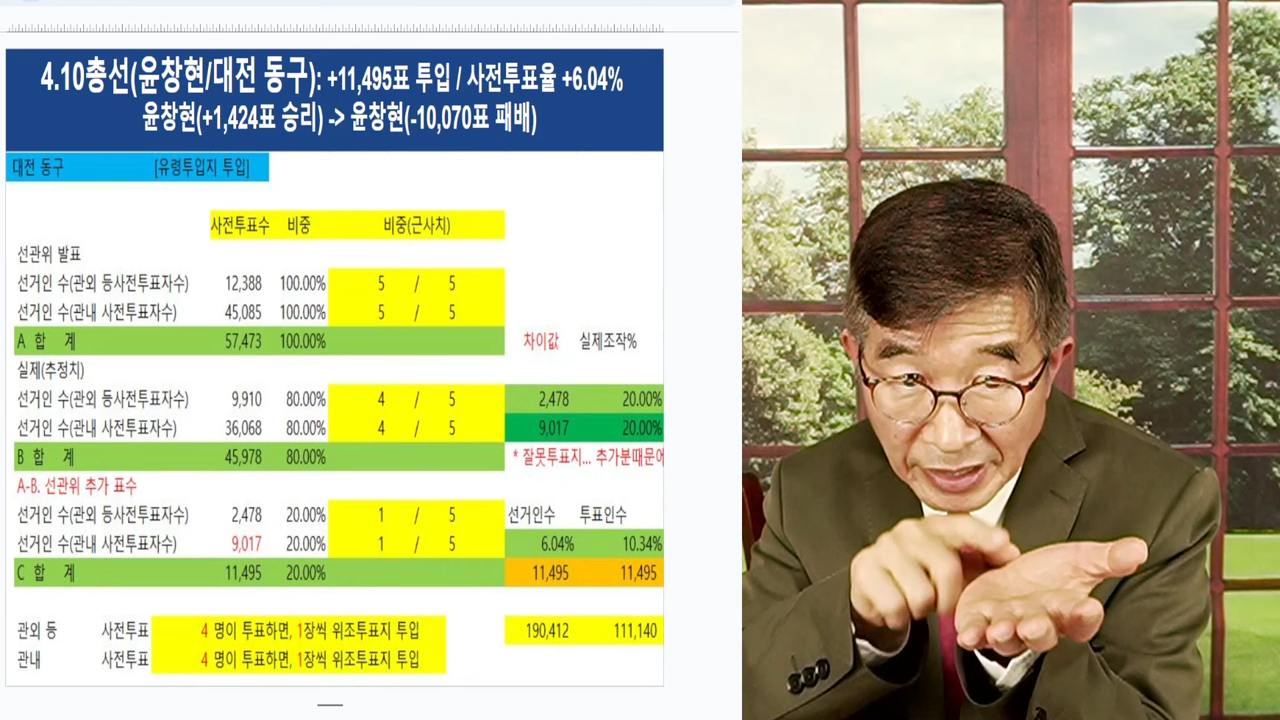 4.10총선(윤창현/대전 동구): +11,495표 투입 / 사전투표율 +6.04%
윤창현(+1,424표 승리) -> 윤창현(-10,070표 패배)
대전 동구 [유령투입지 투입]
사전투표수 비중 비중(근사치)
선관위 발표
선거인 수(관외 등사전투표자수) 12,388 100.00% 5 / 5
선거인 수(관내 사전투표자수) 45,085 100.00% 5 / 5
A 합 계 57,473 100.00% 차이값 실제조작%
실제(추정치)
선거인 수(관외 등사전투표자수) 9,910 80.00% 4 / 5 2,478 20.00%
선거인 수(관내 사전투표자수) 36,068 80.00% 4 / 5 9,017 20.00%
B 합 계 45,978 80.00% * 잘못투표지... 추가분때문에
A-B. 선관위 추가 표수
선거인 수(관외 등사전투표자수) 2,478 20.00% 1 / 5 선거인수 투표인수
선거인 수(관내 사전투표자수) 9,017 20.00% 1 / 5 6.04% 10.34%
C 합 계 11,495 20.00% 11,495 11,495
관외 등 사전투표 4 명이 투표하면, 1장씩 위조투표지 투입 190,412 111,140
관내 사전투표 4 명이 투표하면, 1장씩 위조투표지 투입